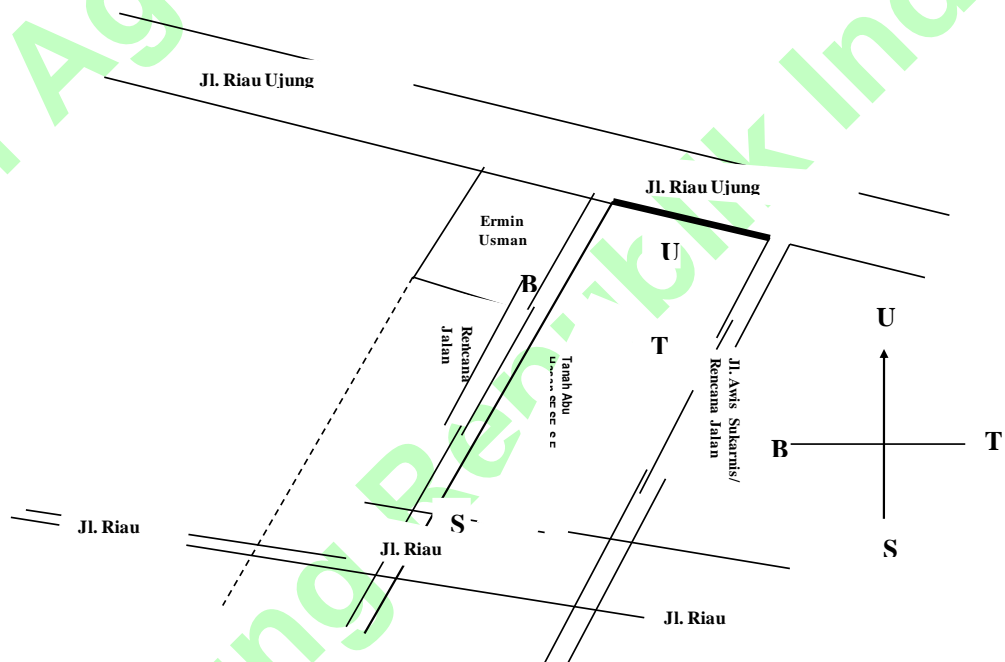 Jl. Riau Ujung
Jl. Riau Ujung
Ermin
Usman
U
B
Rencana
Jalan
T
Tanah Abu
Jl. Awis Sukarnis/
Rencana Jalan
U
B
T
S
S
Jl. Riau
Jl. Riau
Jl. Riau